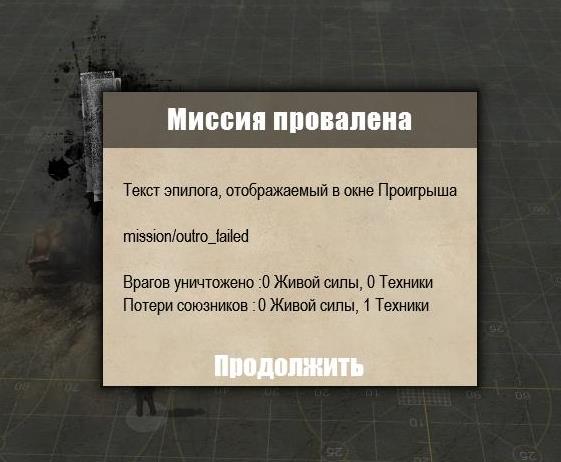 Миссия провалена
Текст эпилога, отображаемый в окне Проигрыша
mission/outro_failed
Врагов уничтожено :0 Живой силы, 0 Техники
Потери союзников :0 Живой силы, 1 Техники
Продолжить